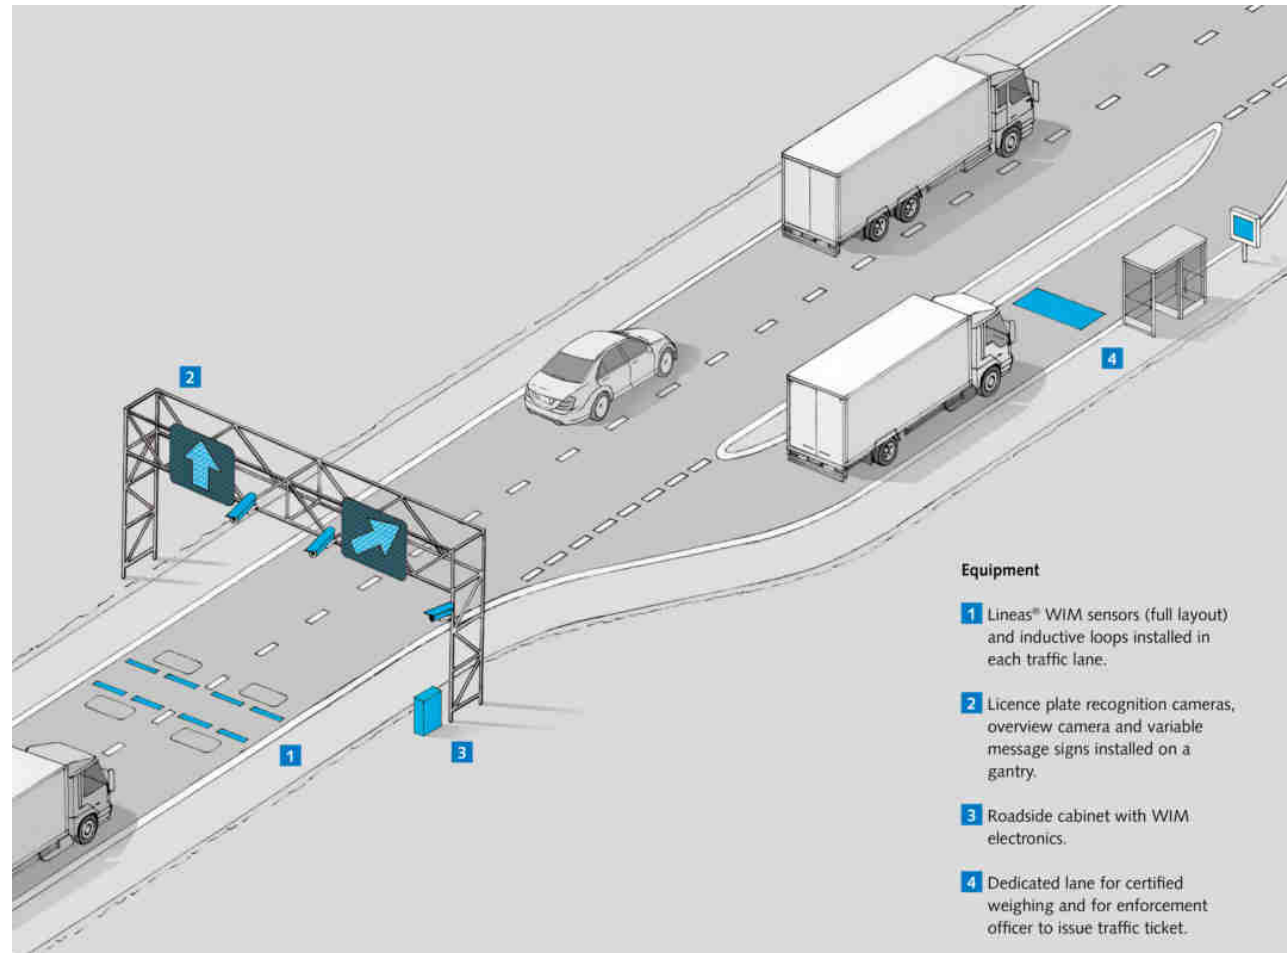 2
4
1
3
Equipment
1 Lineas® WIM sensors (full layout)
and inductive loops installed in
each traffic lane.
2 Licence plate recognition cameras,
overview camera and variable
message signs installed on a
gantry.
3 Roadside cabinet with WIM
electronics.
4 Dedicated lane for certified
weighing and for enforcement
officer to issue traffic ticket.